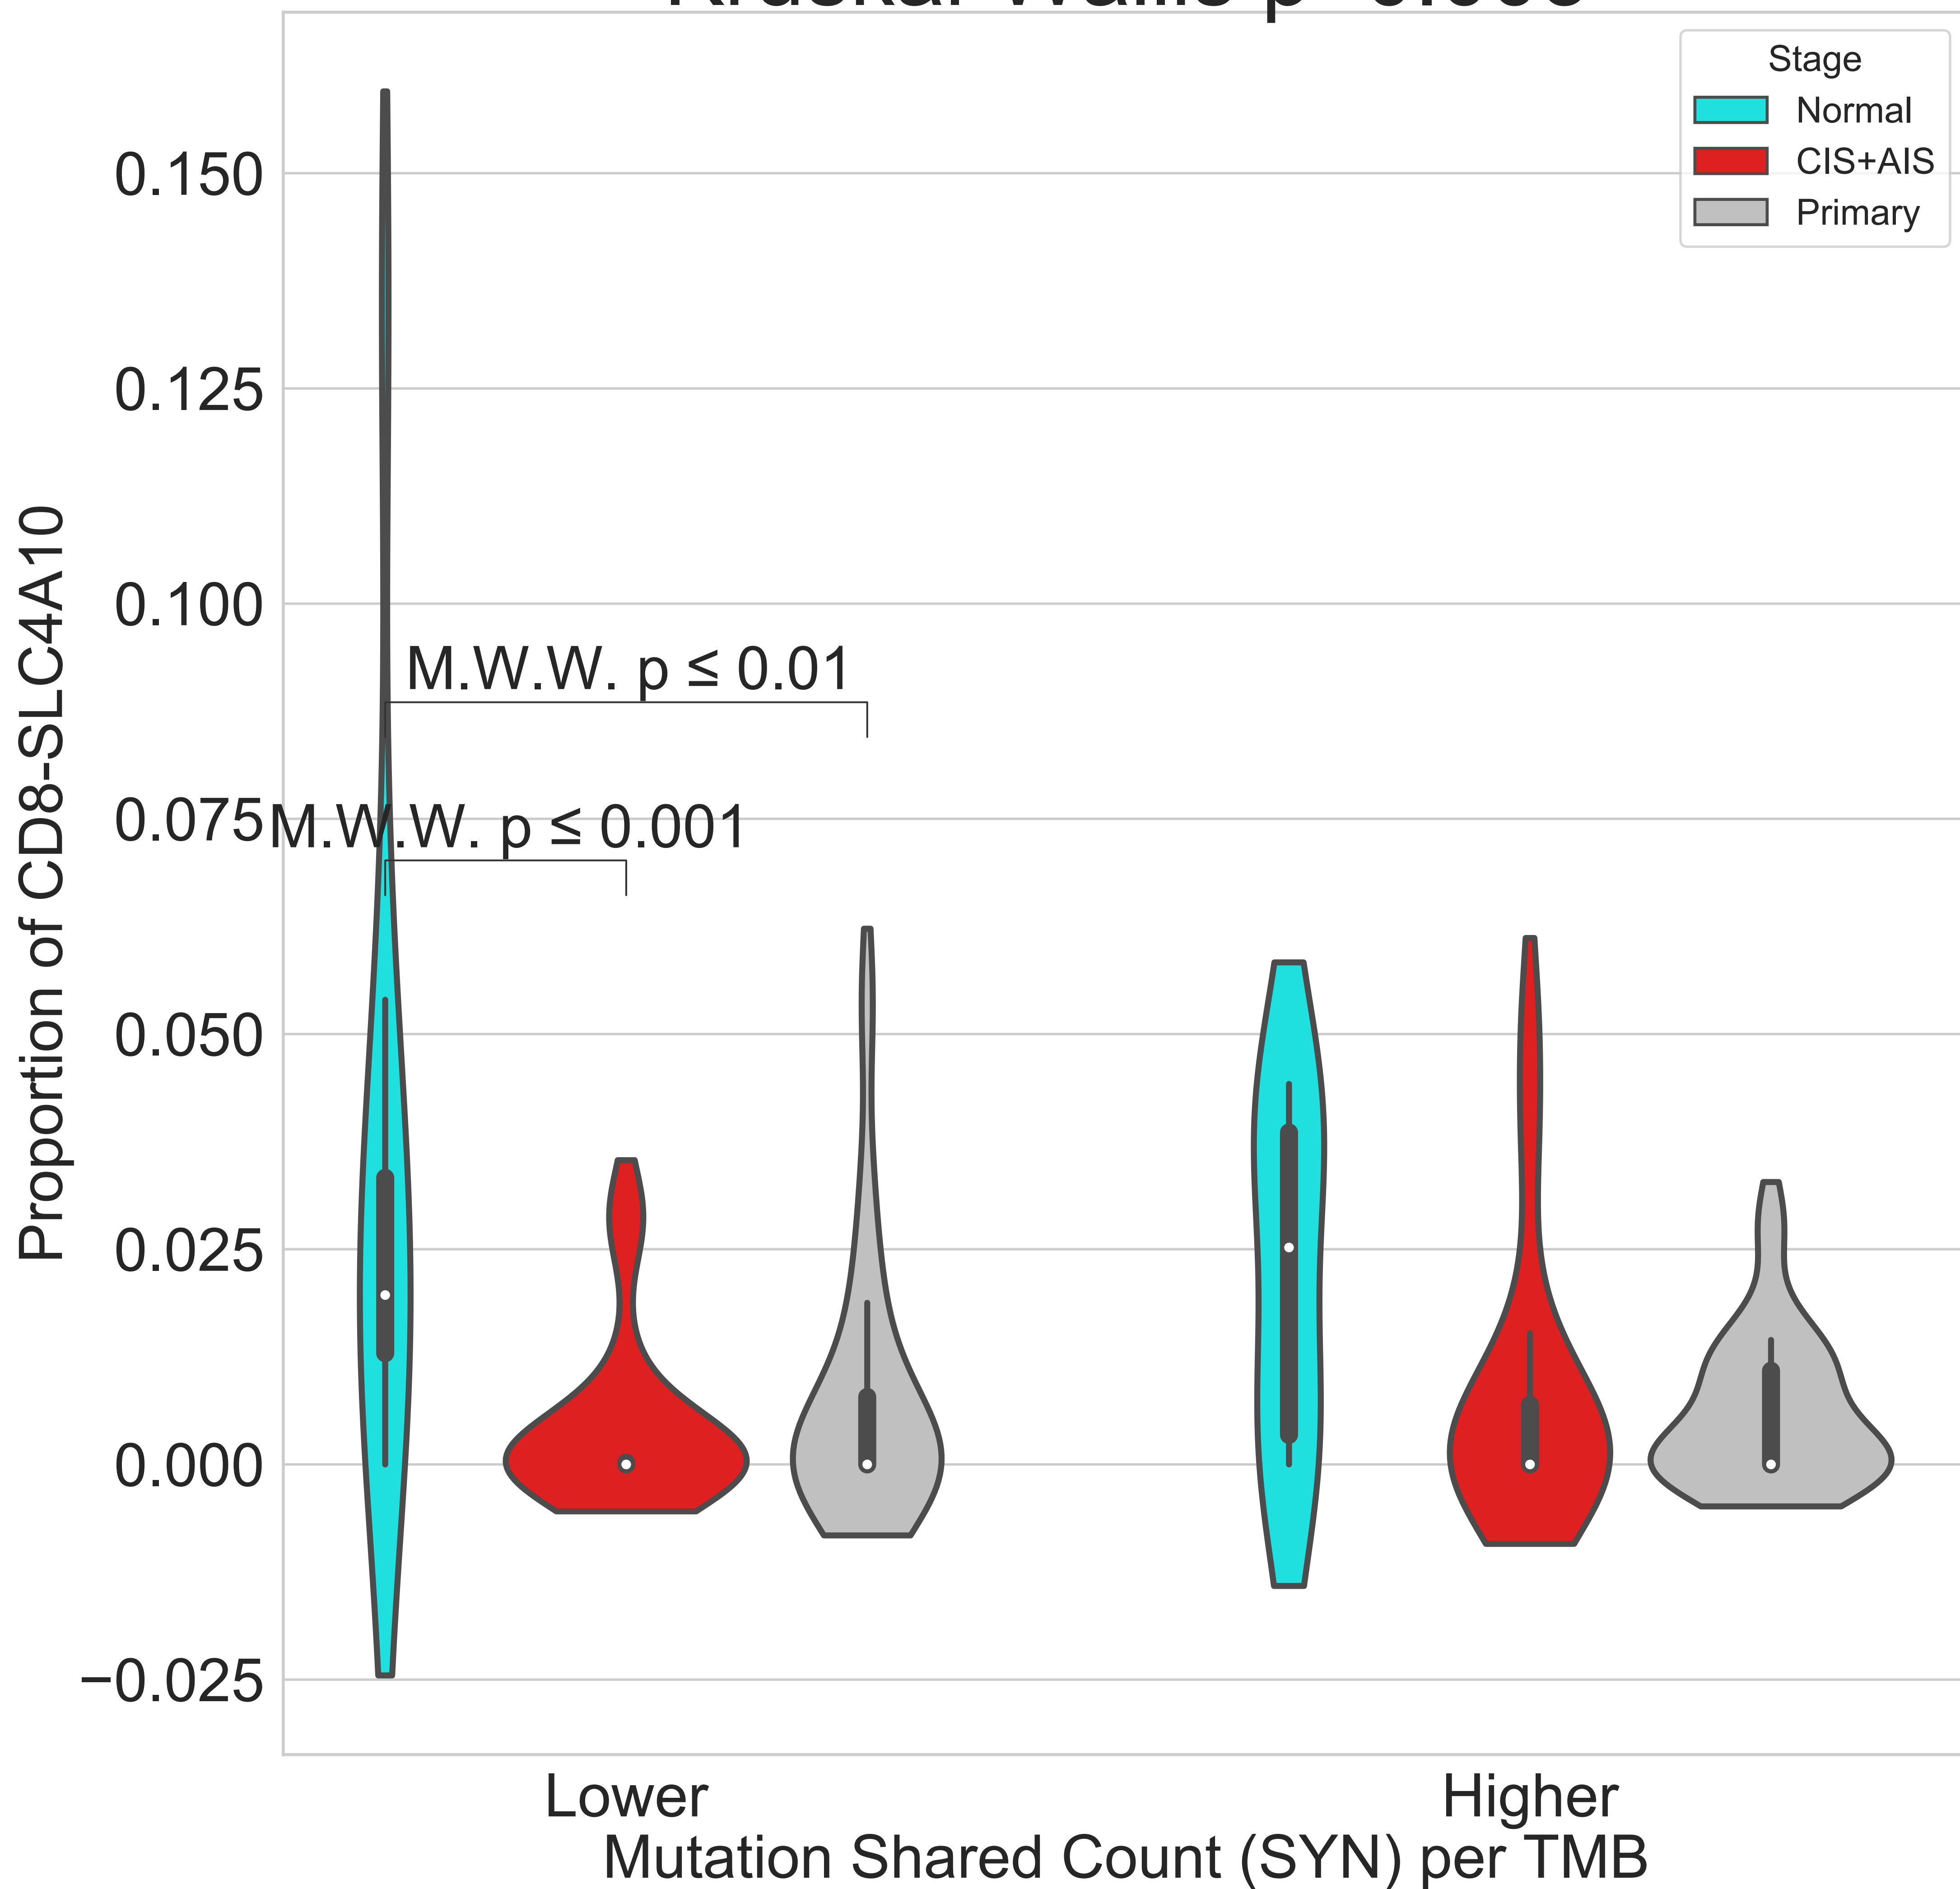 Stage
Normal
CIS+AIS
Primary
0.150
0.125
0.100
0.075
0.050
0.025
0.000
−0.025
Proportion of CD8-SLC4A10
M.W.W. p ≤ 0.01
M.W.W. p ≤ 0.001
Lower
Higher
Mutation Shared Count (SYN) per TMB